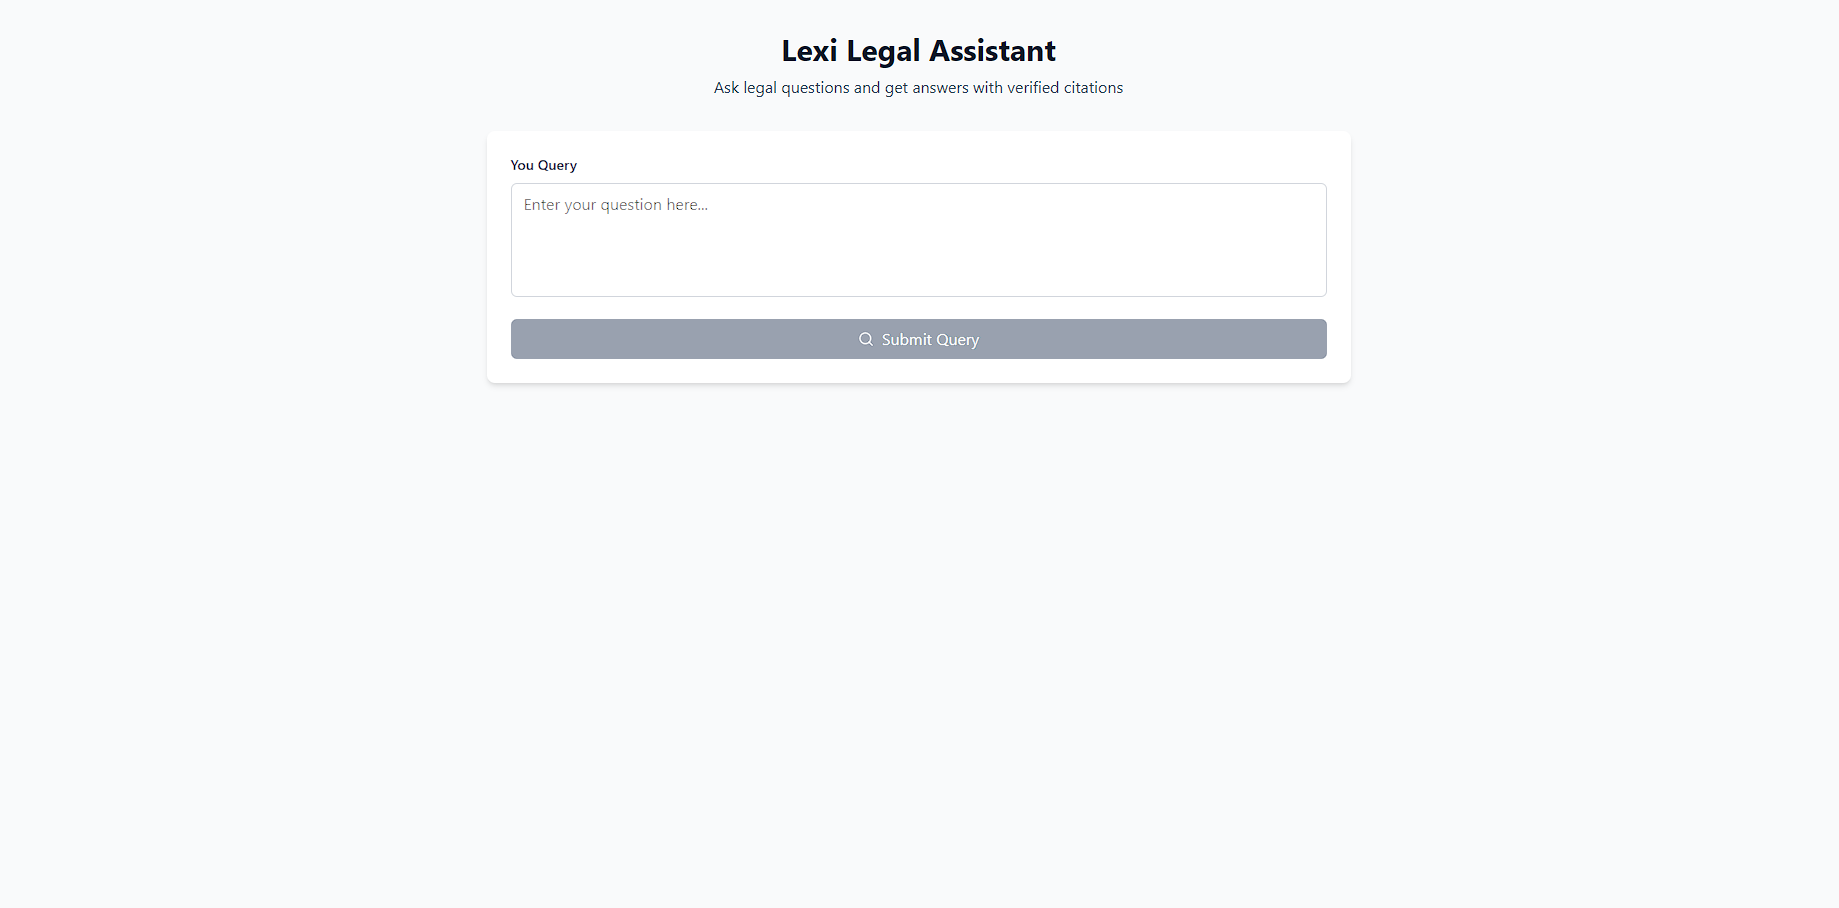 Lexi Legal Assistant
Ask legal questions and get answers with verified citations
You Query
Enter your question here...
Submit Query